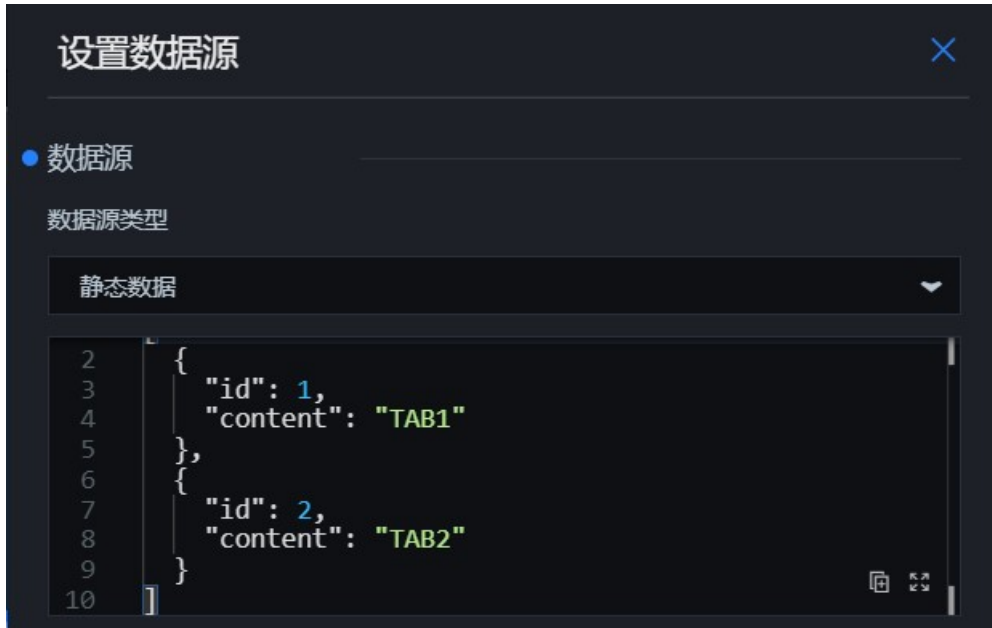 设置数据源
数据源
数据源类型
静态数据
2 {
3 "id": 1,
4 "content": "TAB1"
5 },
6 {
7 "id": 2,
8 "content": "TAB2"
9 }
10 ]